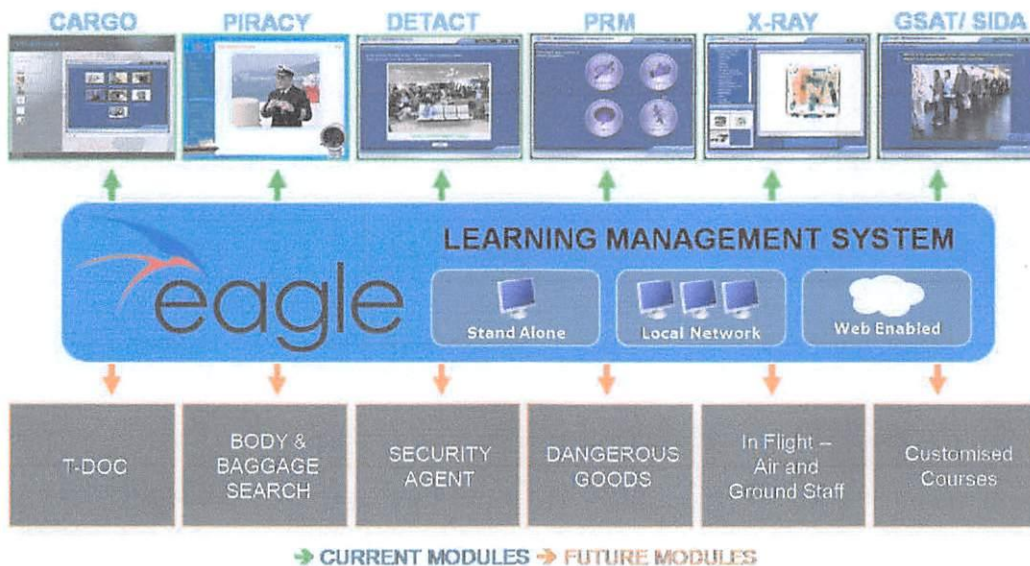 CARGO
PIRACY
DETACT
PRM
X-RAY
GSAT/ SIDA
eagle
LEARNING MANAGEMENT SYSTEM
Stand Alone
Local Network
Web Enabled
T-DOC
BODY &
BAGGAGE
SEARCH
SECURITY
AGENT
DANGEROUS
GOODS
In Flight –
Air and
Ground Staff
Customised
Courses
CURRENT MODULES
FUTURE MODULES